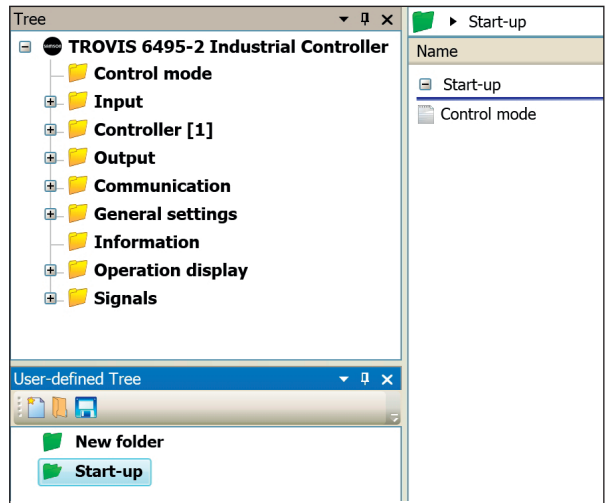 Tree
TROVIS 6495-2 Industrial Controller
Control mode
Input
Controller [1]
Output
Communication
General settings
Information
Operation display
Signals
User-defined Tree
New folder
Start-up
Start-up
Name
Start-up
Control mode